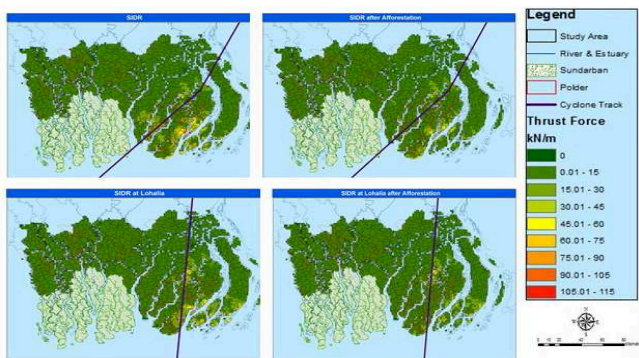 SIDR
SIDR after Afforestation
SIDR at Lohalia
SIDR at Lohalia after Afforestation
Legend
Study Area
River & Estuary
Sundarban
Polder
Cyclone Track
Thrust Force
kN/m
0
0.01 - 15
15.01 - 30
30.01 - 45
45.01 - 60
60.01 - 75
75.01 - 90
90.01 - 105
105.01 - 115